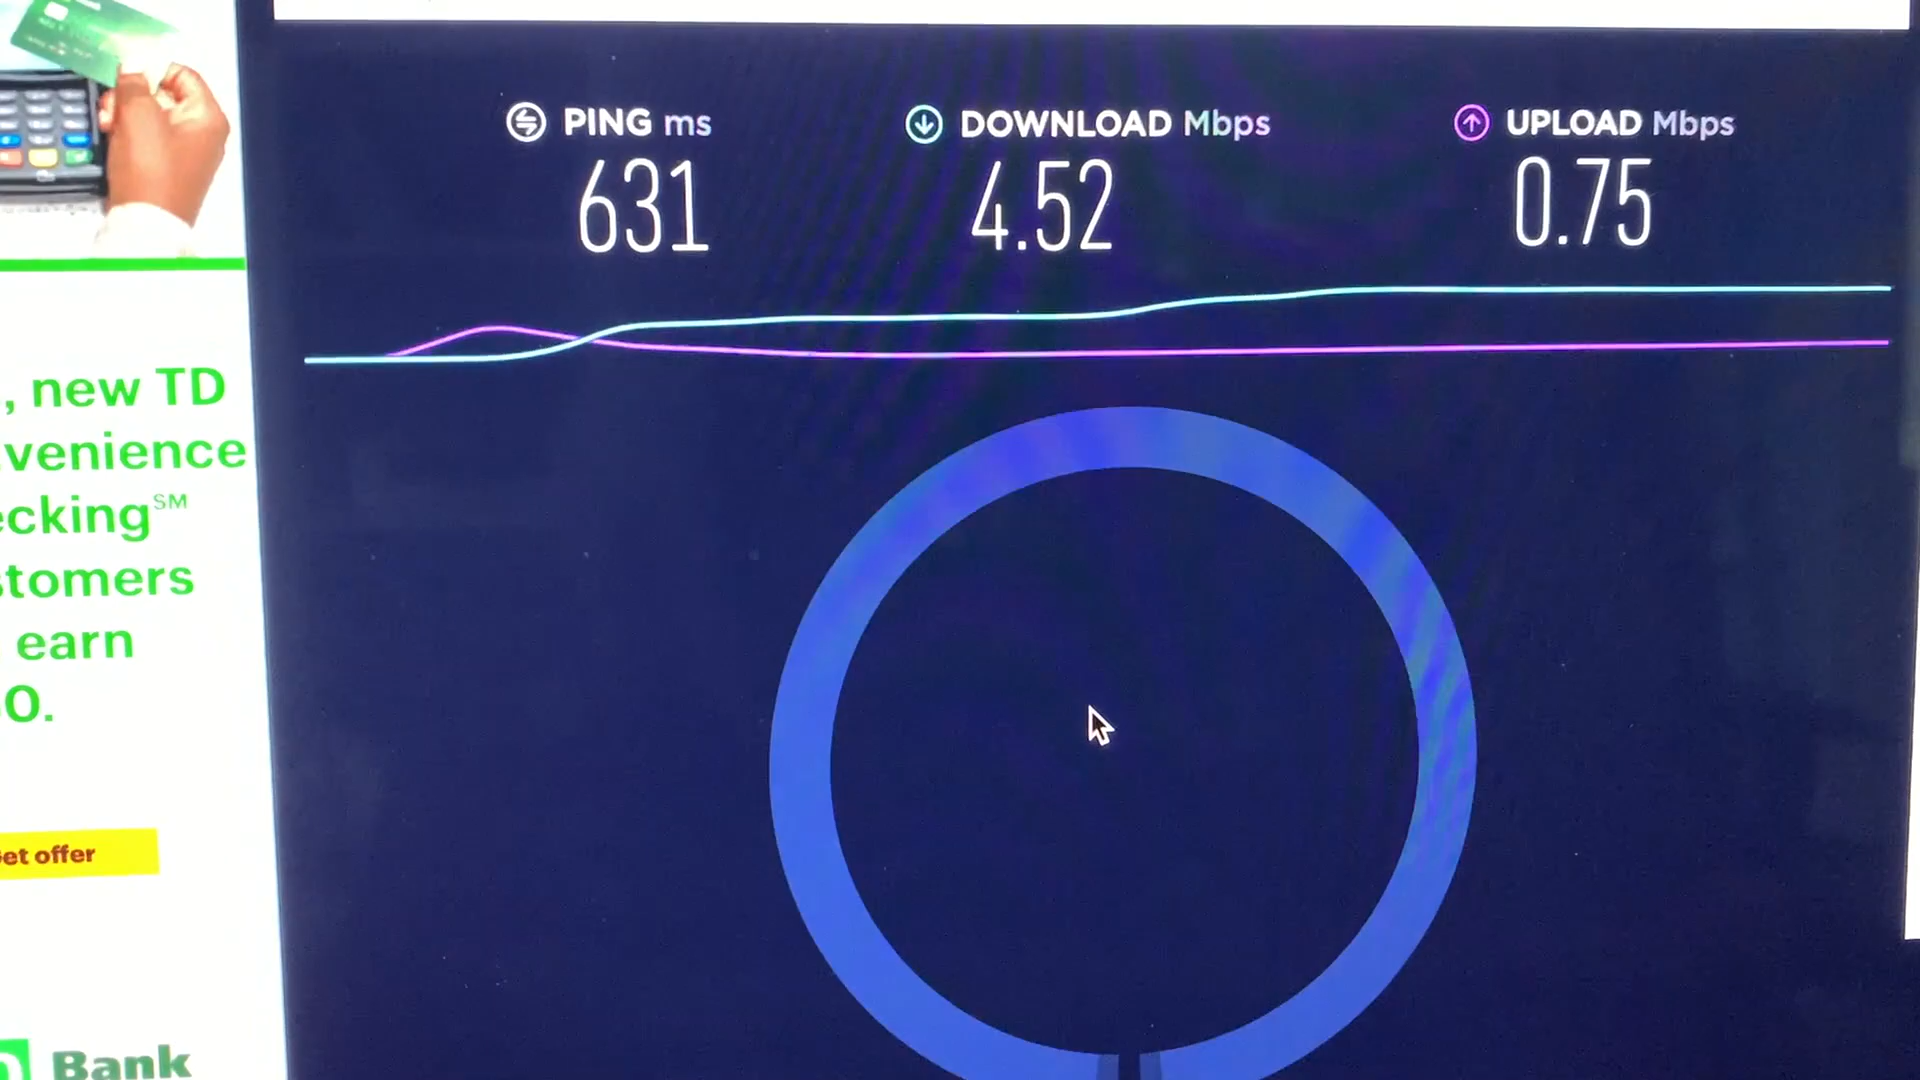 PING ms
631
DOWNLOAD Mbps
4.52
UPLOAD Mbps
0.75
, new TD
venience
ecking℠
stomers
earn
0.
Get offer
Bank